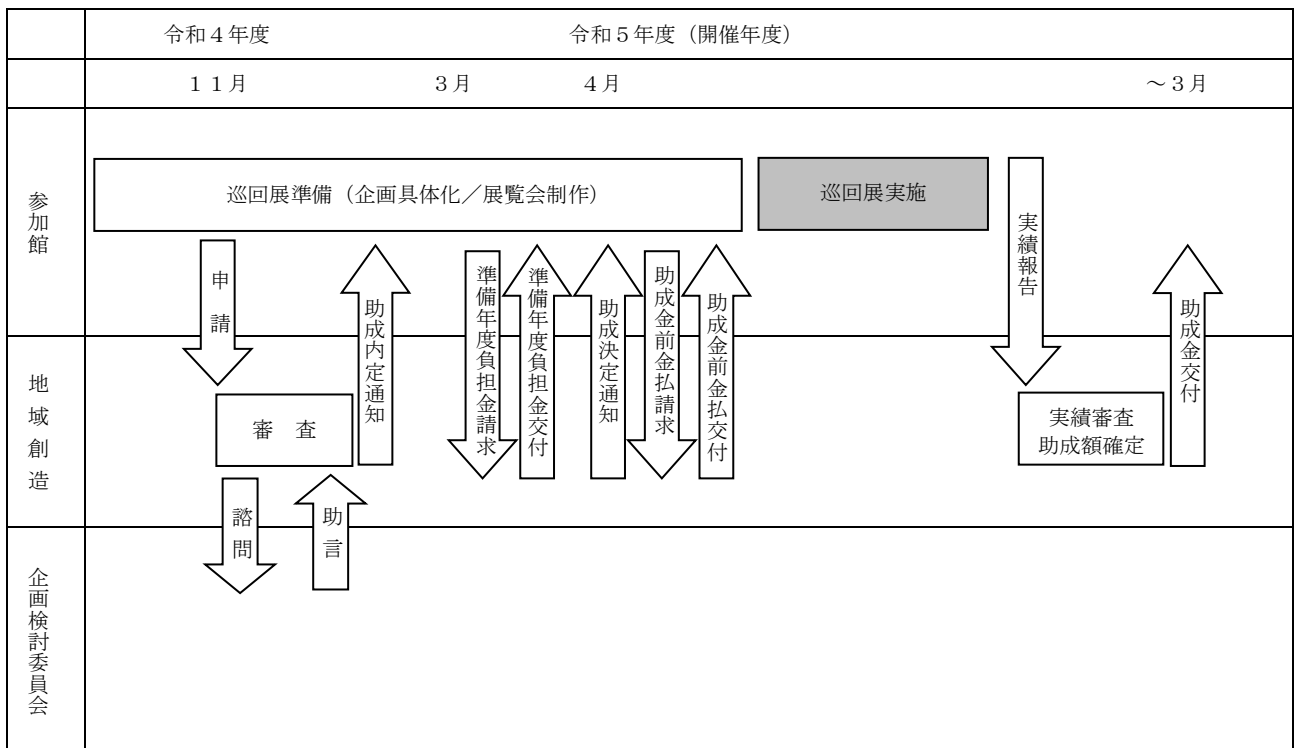 令和４年度
令和５年度（開催年度）
１１月
３月
４月
～３月
参加館
巡回展準備（企画具体化／展覧会制作）
巡回展実施
申請
助成内定通知
準備年度負担金請求
準備年度負担金交付
助成決定通知
助成金前金払請求
助成金前金払交付
実績報告
助成金交付
地域創造
審　査
実績審査
助成額確定
諮問
助言
企画検討委員会